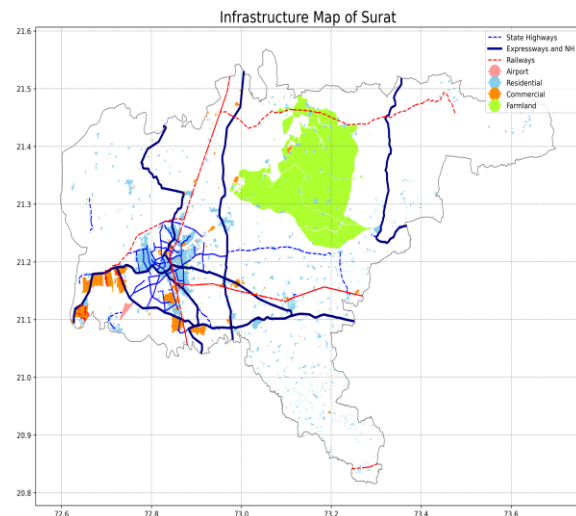 Infrastructure Map of Surat
State Highways
Expressways and NH
Railways
Airport
Residential
Commercial
Farmland
21.6
21.5
21.4
21.3
21.2
21.1
21.0
20.9
20.8
72.6
72.8
73.0
73.2
73.4
73.6